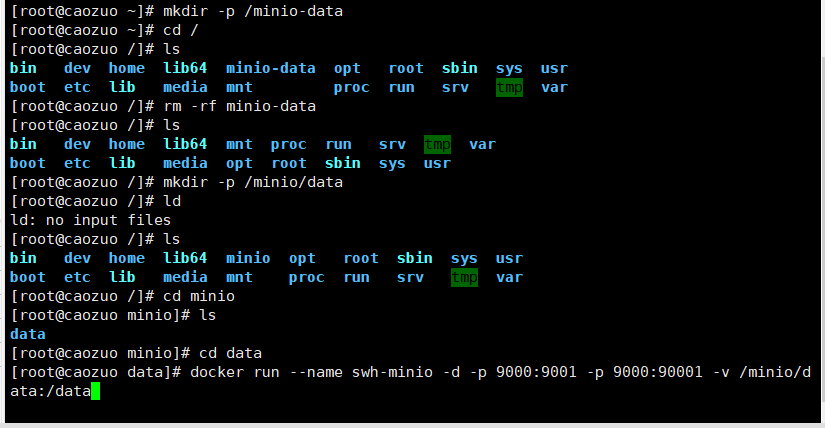 [root@caozuo ~]# mkdir -p /minio-data
[root@caozuo ~]# cd /
[root@caozuo /]# ls
bin   dev  home  lib64  minio-data  opt   root  sbin  sys  usr
boot  etc  lib   media  mnt         proc  run   srv   tmp  var
[root@caozuo /]# rm -rf minio-data
[root@caozuo /]# ls
bin   dev  home  lib64  mnt  proc  run   srv  tmp  var
boot  etc  lib   media  opt  root  sbin  sys  usr
[root@caozuo /]# mkdir -p /minio/data
[root@caozuo /]# ld
ld: no input files
[root@caozuo /]# ls
bin   dev  home  lib64  minio  opt   root  sbin  sys  usr
boot  etc  lib   media  mnt    proc  run   srv   tmp  var
[root@caozuo /]# cd minio
[root@caozuo minio]# ls
data
[root@caozuo minio]# cd data
[root@caozuo data]# docker run --name swh-minio -d -p 9000:9001 -p 9000:90001 -v /minio/d
ata:/data